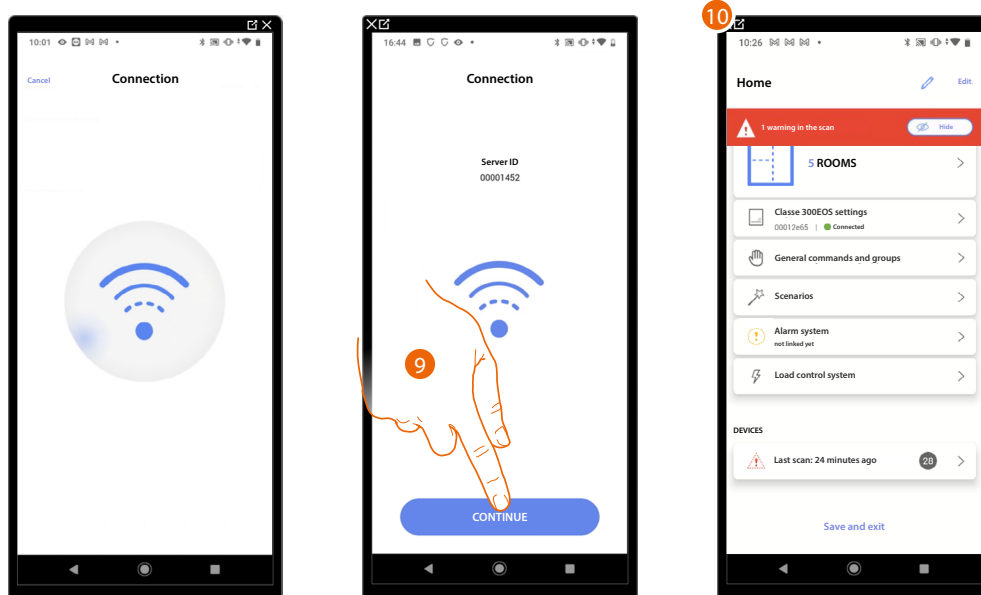 10:01
Cancel
Connection
9
16:44
Connection
Server ID
00001452
CONTINUE
10
10:26
Home
Edit
1 warning in the scan
Hide
5 ROOMS
Classe 300EOS settings
00012e65 | Connected
General commands and groups
Scenarios
Alarm system
not linked yet
Load control system
DEVICES
Last scan: 24 minutes ago
28
Save and exit